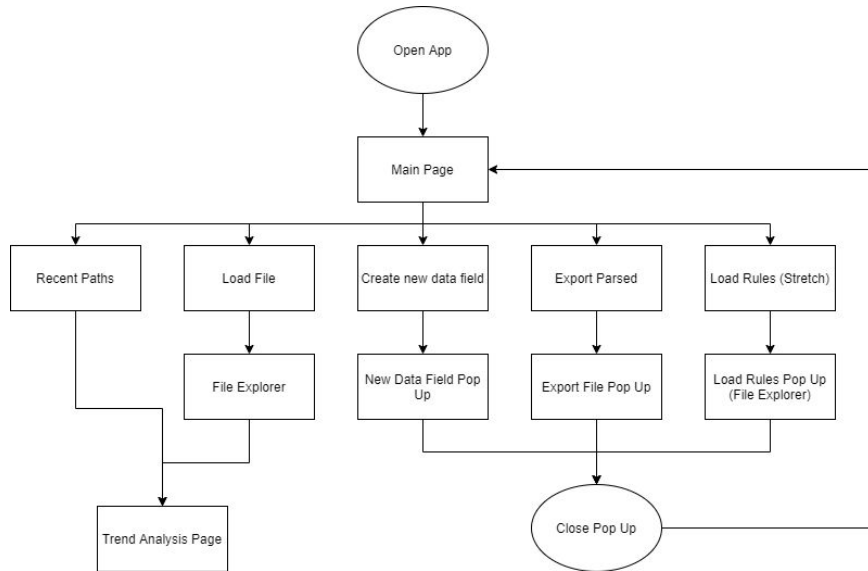 Open App
Main Page
Recent Paths
Load File
Create new data field
Export Parsed
Load Rules (Stretch)
File Explorer
New Data Field Pop
Up
Export File Pop Up
Load Rules Pop Up
(File Explorer)
Trend Analysis Page
Close Pop Up